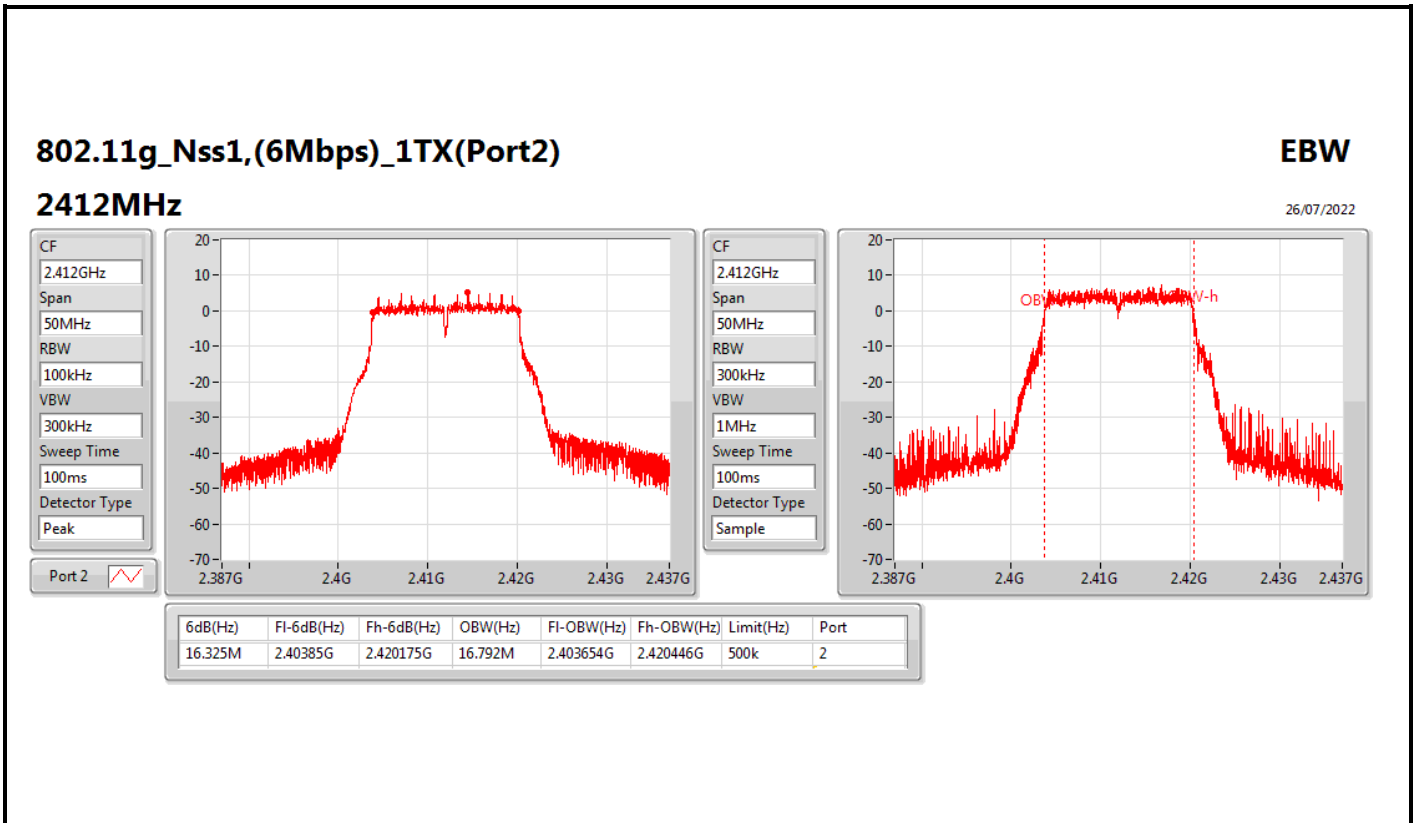 802.11g_Nss1,(6Mbps)_1TX(Port2)
EBW
2412MHz
26/07/2022
CF
2.412GHz
Span
50MHz
RBW
100kHz
VBW
300kHz
Sweep Time
100ms
Detector Type
Peak
Port 2
20
10
0
-10
-20
-30
-40
-50
-60
-70
2.387G 2.4G 2.41G 2.42G 2.43G 2.437G
CF
2.412GHz
Span
50MHz
RBW
300kHz
VBW
1MHz
Sweep Time
100ms
Detector Type
Sample
20
10
0
-10
-20
-30
-40
-50
-60
-70
2.387G 2.4G 2.41G 2.42G 2.43G 2.437G
6dB(Hz) Fl-6dB(Hz) Fh-6dB(Hz) OBW(Hz) Fl-OBW(Hz) Fh-OBW(Hz) Limit(Hz) Port
16.325M 2.40385G 2.420175G 16.792M 2.403654G 2.420446G 500k 2